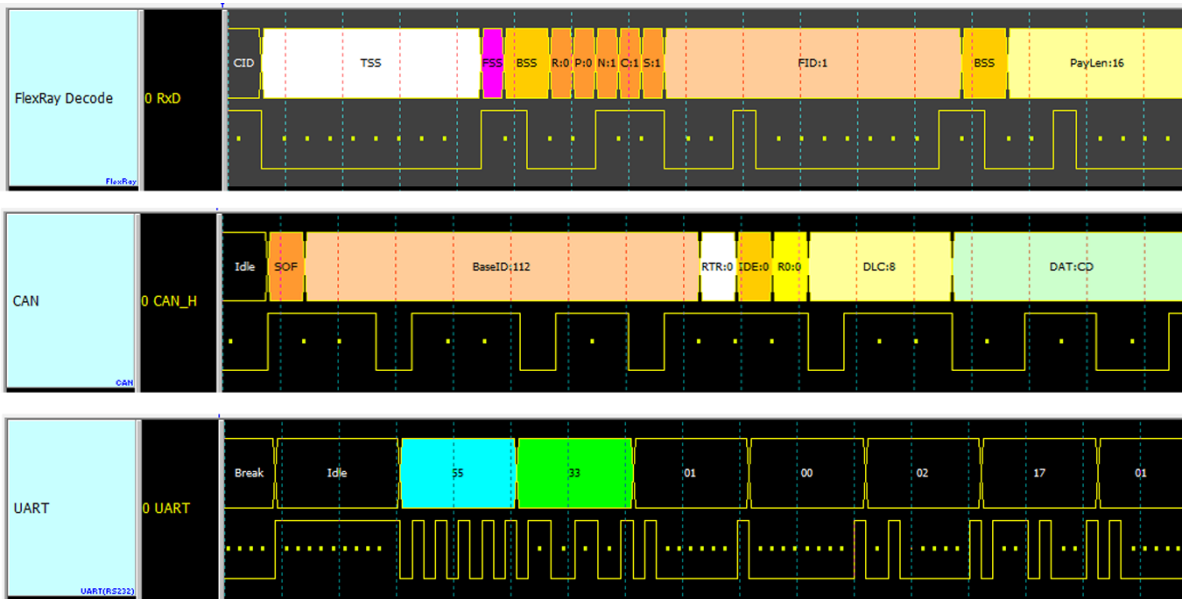 CID TSS FSS BSS R:0 P:0 N:1 C:1 S:1 FID:1 BSS PayLen:16
FlexRay Decode 0 RxD
FlexRay
Idle SOF BaseID:112 RTR:0 IDE:0 R0:0 DLC:8 DAT:CD
CAN 0 CAN_H
CAN
Break Idle 55 33 01 00 02 17 01
UART 0 UART
UART(RS232)